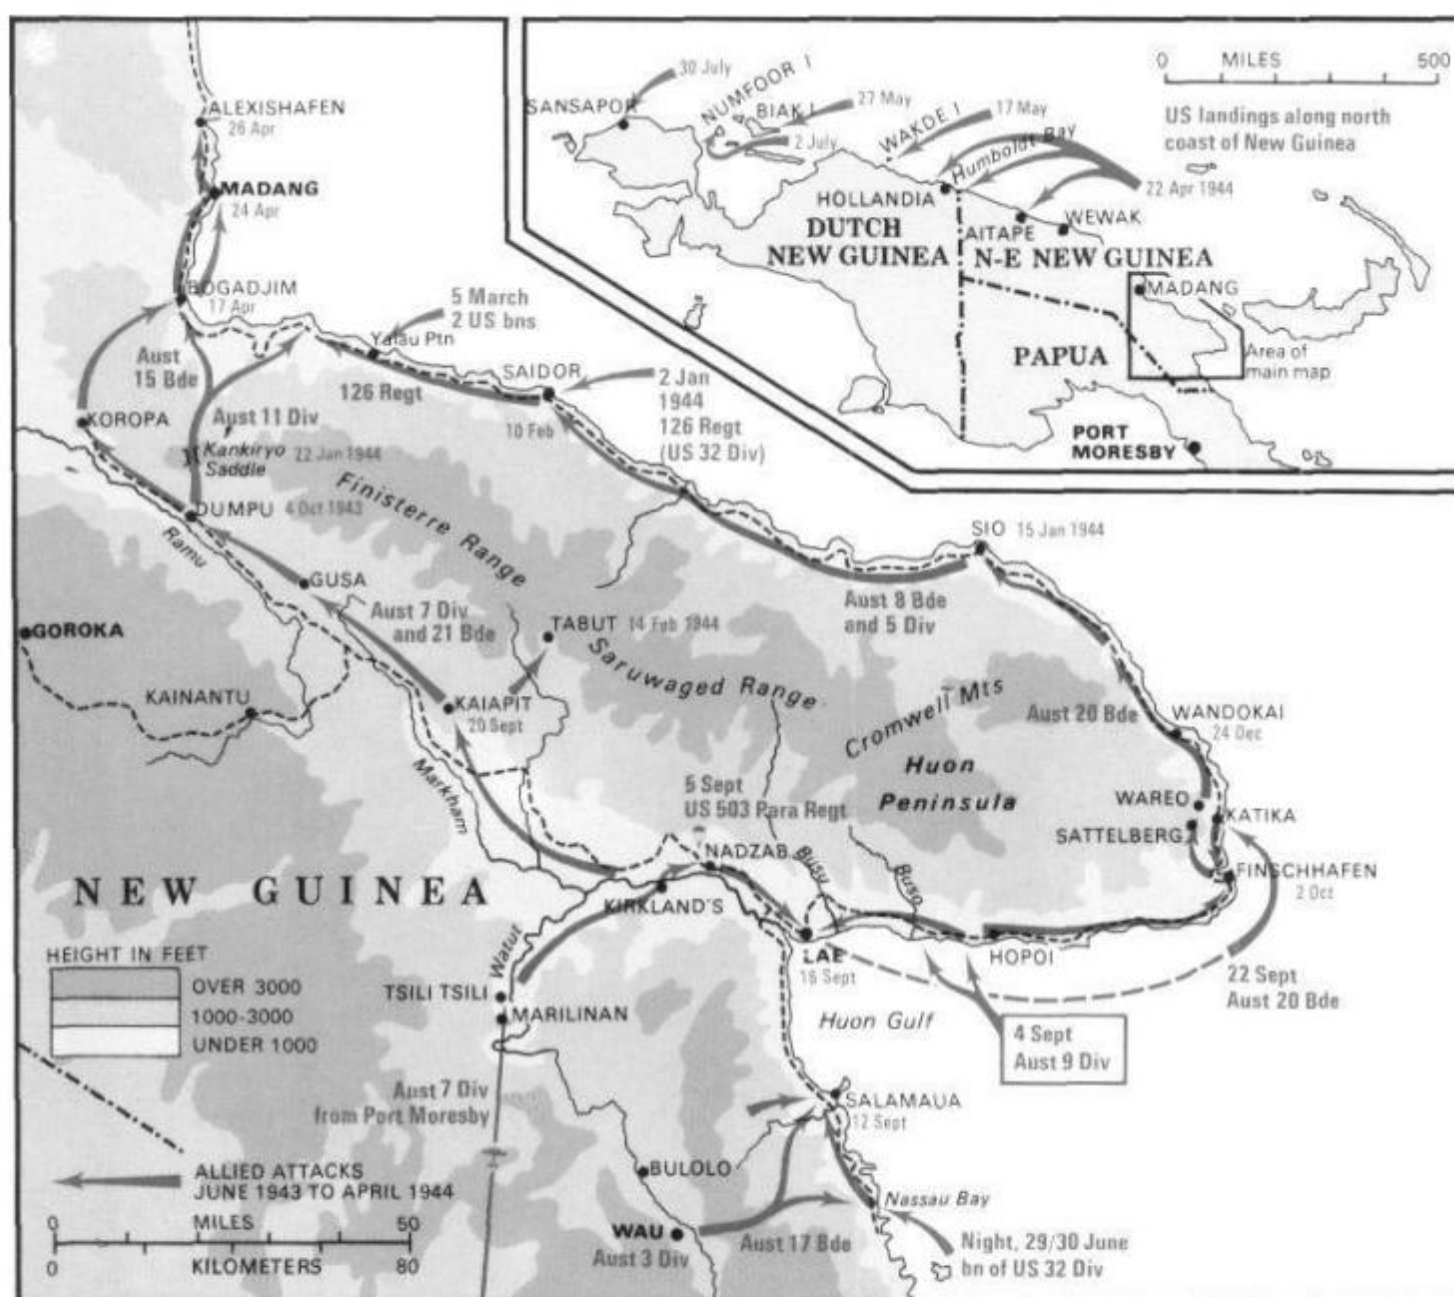 0 MILES 500
US landings along north
coast of New Guinea
30 July
SANSAPOR
NUMFOOR I
BIAK I
27 May
2 July
WAKDE I
17 May
Humboldt Bay
22 Apr 1944
HOLLANDIA
AITAPE
WEWAK
DUTCH
NEW GUINEA
N-E NEW GUINEA
MADANG
PAPUA
Area of
main map
PORT
MORESBY
ALEXISHAFEN
26 Apr
MADANG
24 Apr
BOGADJIM
17 Apr
5 March
2 US bns
Yalau Ptn
Aust
15 Bde
126 Regt
SAIDOR
10 Feb
2 Jan
1944
126 Regt
(US 32 Div)
KOROPA
Aust 11 Div
Kankiryo
Saddle
22 Jan 1944
DUMPU 4 Oct 1943
Ramu
Finisterre Range
SIO 15 Jan 1944
GUSA
Aust 7 Div
and 21 Bde
Aust 8 Bde
and 5 Div
TABUT 14 Feb 1944
GOROKA
Saruwaged Range
KAINANTU
KAIAPIT
20 Sept
Cromwell Mts
Aust 20 Bde
WANDOKAI
24 Dec
Markham
Huon
Peninsula
5 Sept
US 503 Para Regt
WAREO
KATIKA
SATTELBERG
NADZAB
Busu
Buso
FINSCHHAFEN
2 Oct
NEW GUINEA
KIRKLAND'S
Watut
LAE
16 Sept
HOPOI
22 Sept
Aust 20 Bde
HEIGHT IN FEET
OVER 3000
1000-3000
UNDER 1000
TSILI TSILI
MARILINAN
Huon Gulf
4 Sept
Aust 9 Div
Aust 7 Div
from Port Moresby
SALAMAUA
12 Sept
ALLIED ATTACKS
JUNE 1943 TO APRIL 1944
BULOLO
Nassau Bay
0 MILES 50
0 KILOMETERS 80
WAU
Aust 3 Div
Aust 17 Bde
Night, 29/30 June
bn of US 32 Div